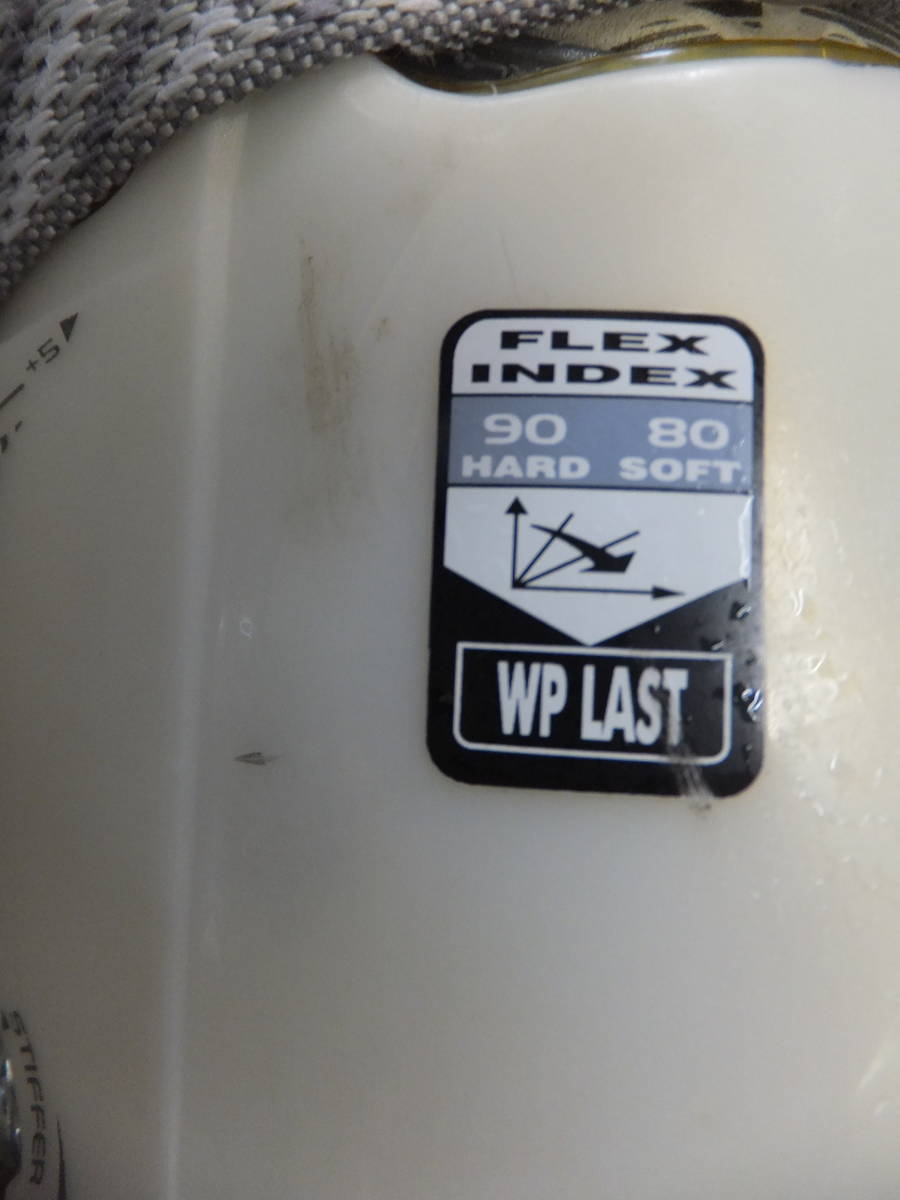 +5
FLEX
INDEX
90 80
HARD SOFT
WP LAST
STIFFER